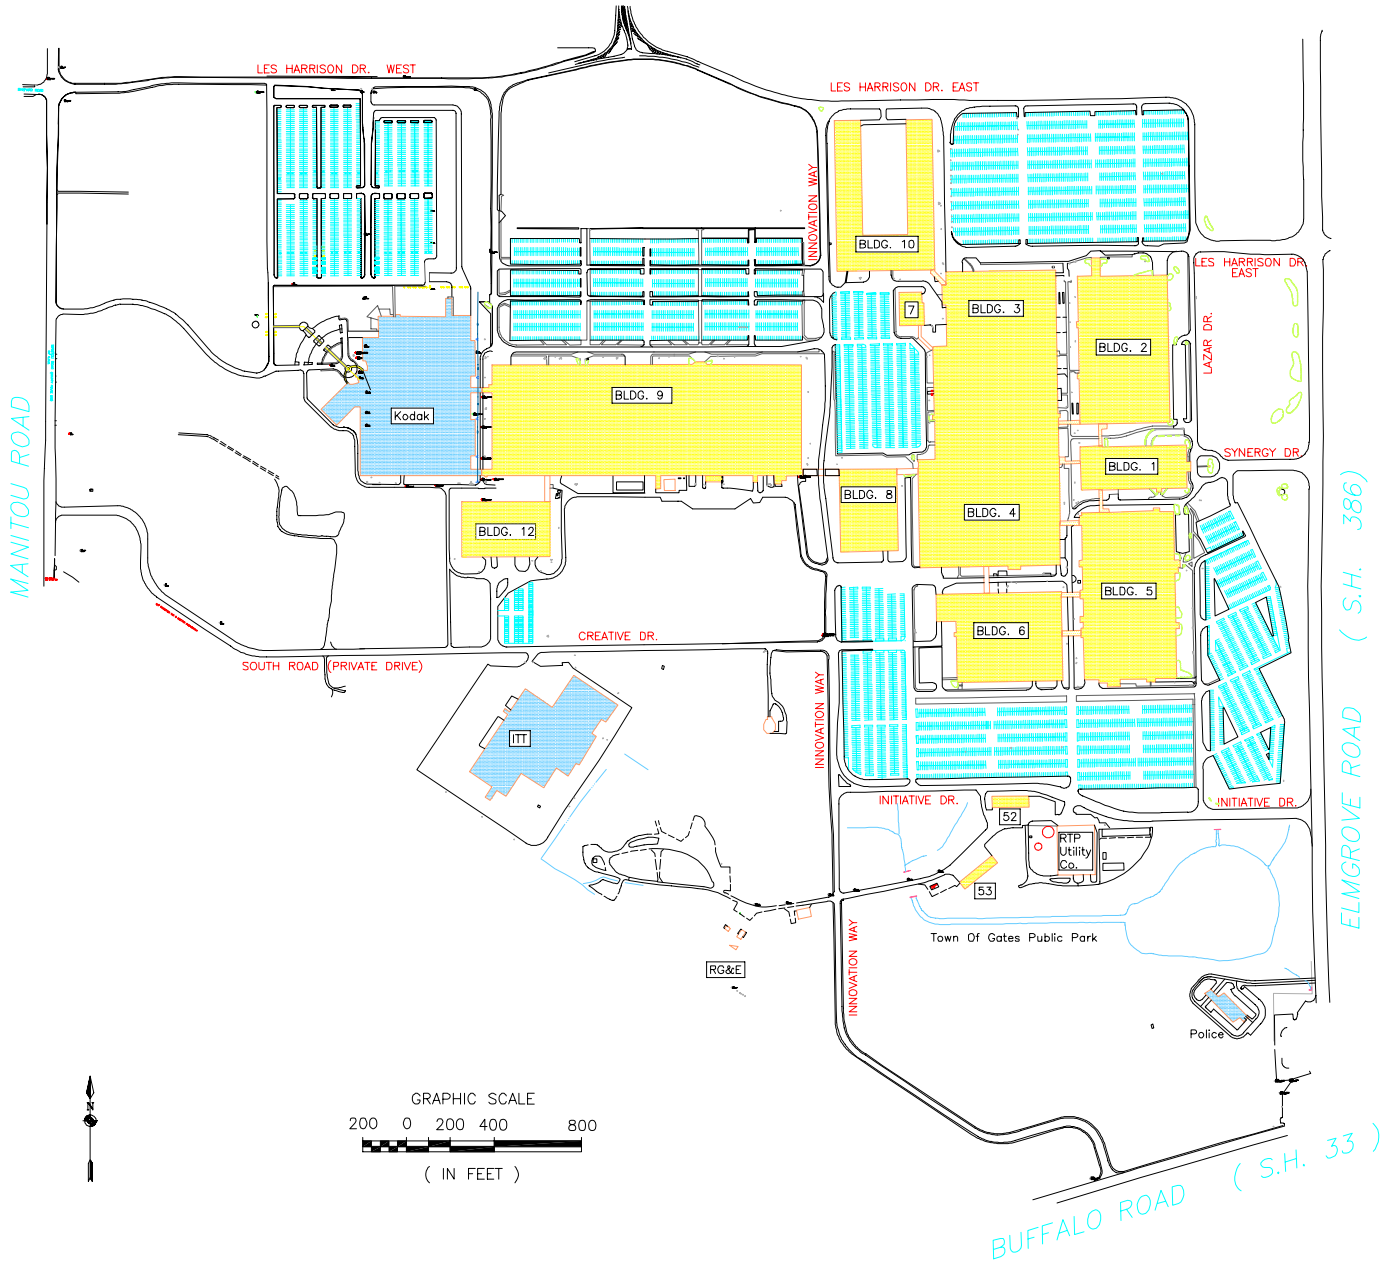 LES HARRISON DR. WEST
LES HARRISON DR. EAST
INNOVATION WAY
BLDG. 10
LES HARRISON DR.
EAST
BLDG. 3
7
BLDG. 2
LAZAR DR.
BLDG. 9
Kodak
MANITOU ROAD
SYNERGY DR.
BLDG. 1
BLDG. 8
BLDG. 4
BLDG. 12
ELMGROVE ROAD ( S.H. 386)
BLDG. 5
BLDG. 6
CREATIVE DR.
SOUTH ROAD (PRIVATE DRIVE)
INNOVATION WAY
ITT
INITIATIVE DR.
INITIATIVE DR.
52
RTP
Utility
Co.
53
Town Of Gates Public Park
INNOVATION WAY
RG&E
Police
N
GRAPHIC SCALE
200 0 200 400 800
( IN FEET )
BUFFALO ROAD ( S.H. 33 )